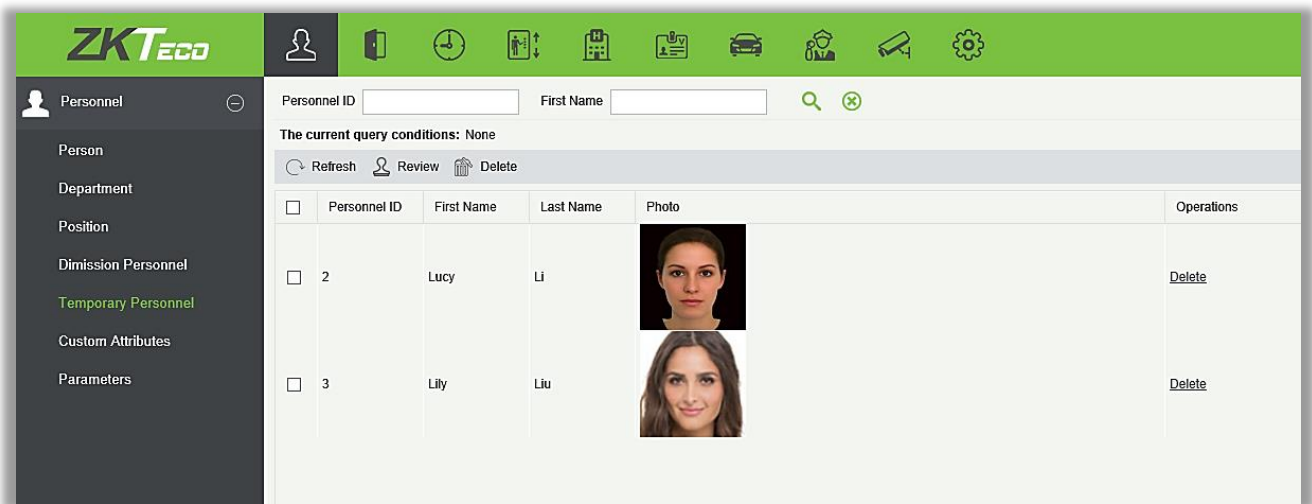 ZKTECO
Personnel
Person
Department
Position
Dimission Personnel
Temporary Personnel
Custom Attributes
Parameters
Personnel ID First Name
The current query conditions: None
Refresh Review Delete
Personnel ID First Name Last Name Photo Operations
2 Lucy Li Delete
3 Lily Liu Delete